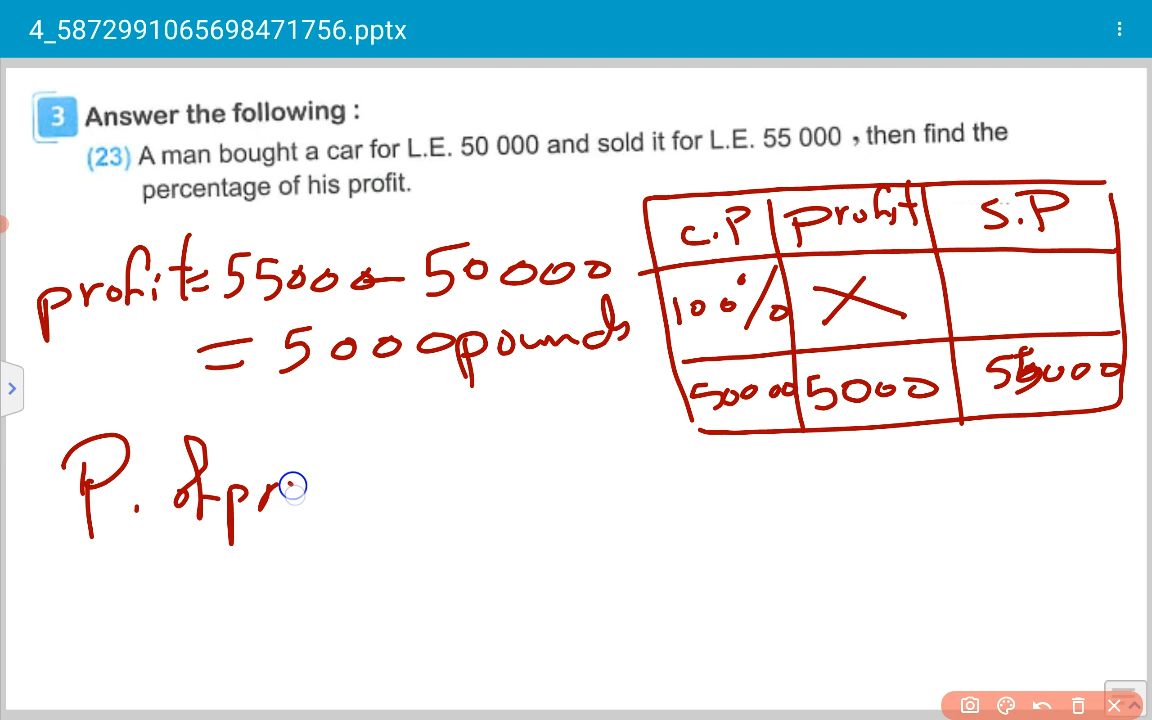 4_5872991065698471756.pptx
3 Answer the following :
(23) A man bought a car for L.E. 50 000 and sold it for L.E. 55 000 , then find the
percentage of his profit.
C.P profit S.P
profit = 55000 - 50000
100% X
= 5000 pounds
50000 5000 55000
P. of pr